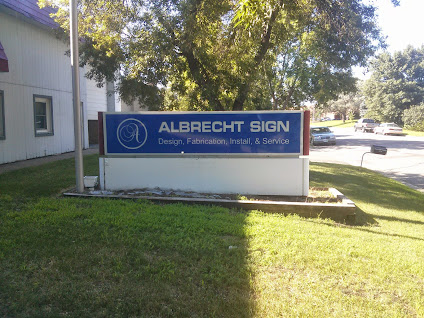 ALBRECHT SIGN
Design, Fabrication, Install, & Service